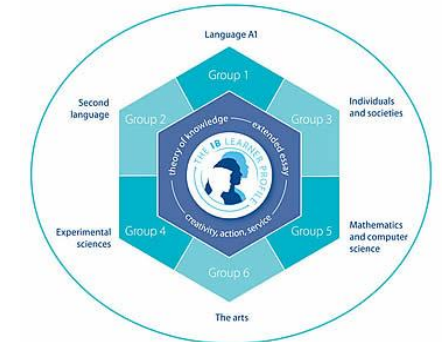 Language A1
Group 1
Second
language
Group 2
Group 3
Individuals
and societies
theory of knowledge
extended essay
THE IB LEARNER PROFILE
creativity, action, service
Experimental
sciences
Group 4
Group 5
Mathematics
and computer
science
Group 6
The arts